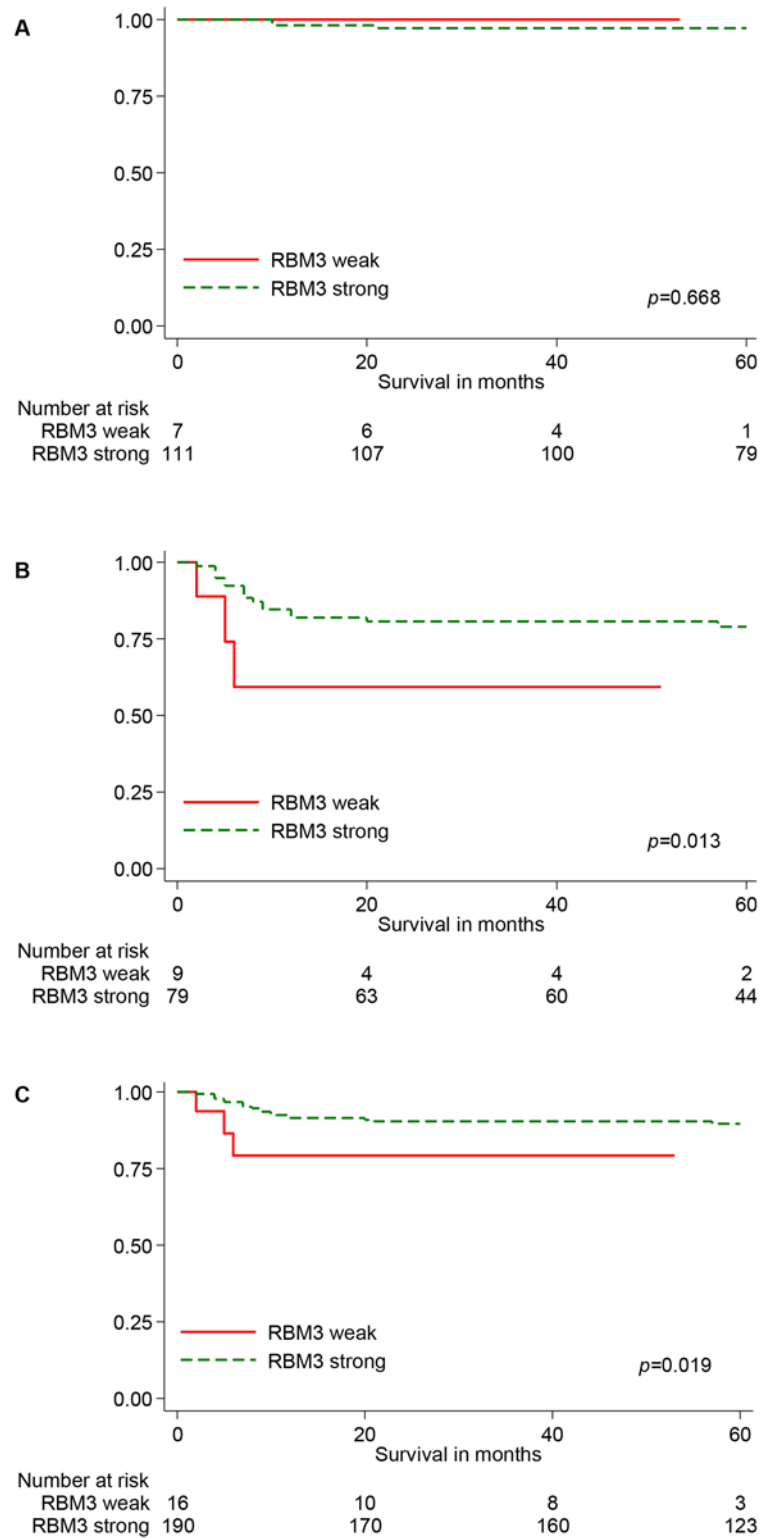 A
1.00
0.75
0.50
0.25
0.00
RBM3 weak
RBM3 strong
p=0.668
0 20 40 60
Survival in months
Number at risk
RBM3 weak 7 6 4 1
RBM3 strong 111 107 100 79
B
1.00
0.75
0.50
0.25
0.00
RBM3 weak
RBM3 strong
p=0.013
0 20 40 60
Survival in months
Number at risk
RBM3 weak 9 4 4 2
RBM3 strong 79 63 60 44
C
1.00
0.75
0.50
0.25
0.00
RBM3 weak
RBM3 strong
p=0.019
0 20 40 60
Survival in months
Number at risk
RBM3 weak 16 10 8 3
RBM3 strong 190 170 160 123